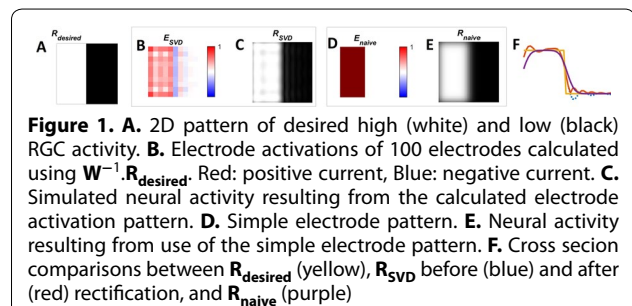 R_desired E_SVD R_SVD E_naive R_naive
A B 1 C D 1 E F
Figure 1. A. 2D pattern of desired high (white) and low (black)
RGC activity. B. Electrode activations of 100 electrodes calculated
using W⁻¹.R_desired. Red: positive current, Blue: negative current. C.
Simulated neural activity resulting from the calculated electrode
activation pattern. D. Simple electrode pattern. E. Neural activity
resulting from use of the simple electrode pattern. F. Cross secion
comparisons between R_desired (yellow), R_SVD before (blue) and after
(red) rectification, and R_naive (purple)